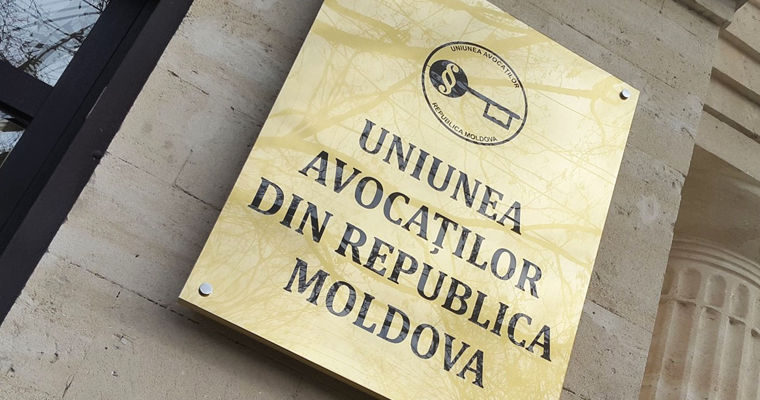 UNIUNEA AVOCAȚILOR
§
REPUBLICA MOLDOVA
UNIUNEA
AVOCAȚILOR
DIN REPUBLICA
MOLDOVA